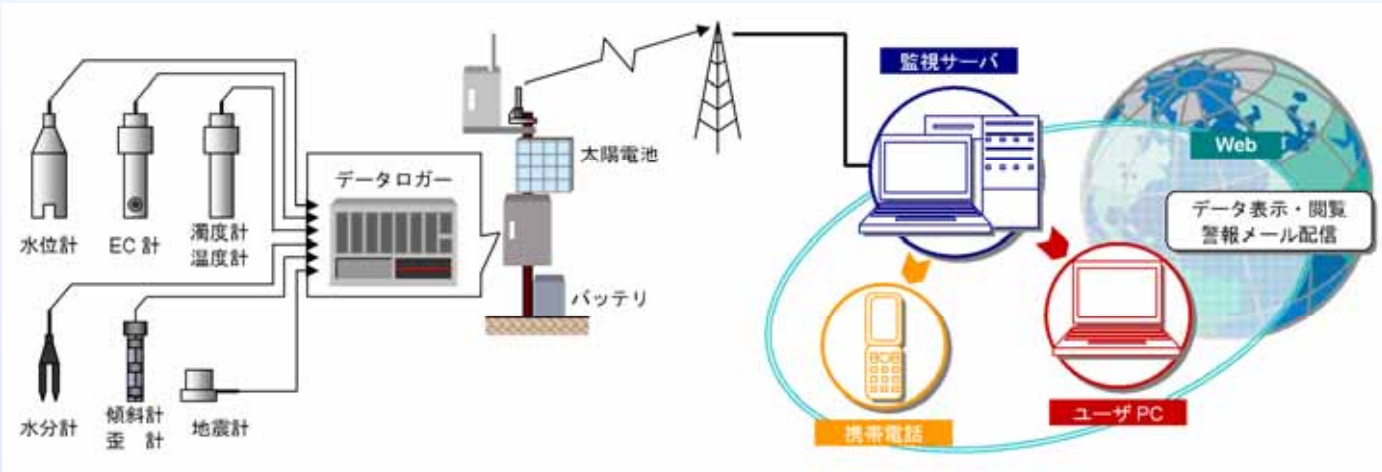 監視サーバ
Web
太陽電池
データロガー
データ表示・閲覧
警報メール配信
水位計
EC 計
濁度計
温度計
バッテリ
水分計
傾斜計
歪 計
地震計
ユーザ PC
携帯電話